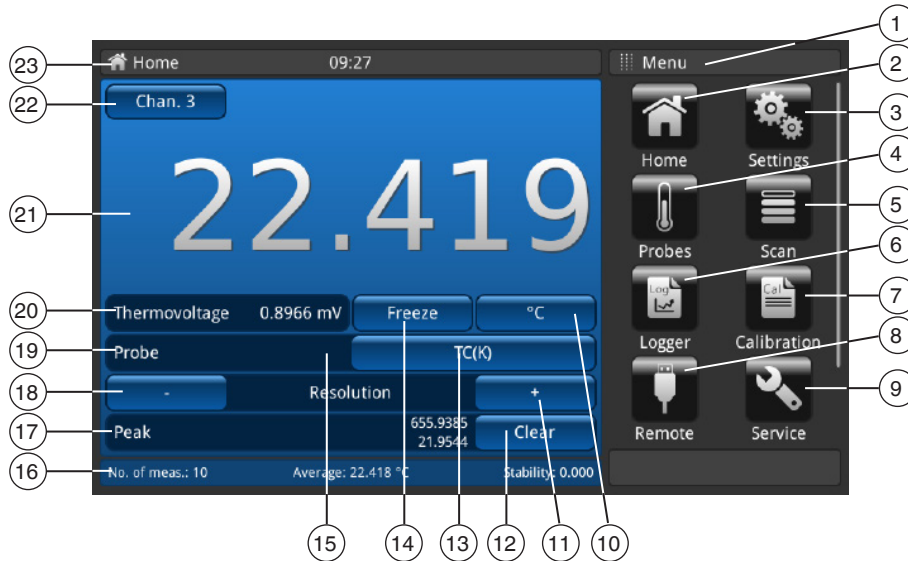 1
23 Home 09:27 Menu
2
22 Chan. 3
3
Home Settings
4
21 22.419
5
Probes Scan
6
20 Thermovoltage 0.8966 mV Freeze °C
Log Cal
7
Logger Calibration
19 Probe TC(K)
8
18 - Resolution +
9
17 Peak 655.9385
21.9544 Clear
Remote Service
16 No. of meas.: 10 Average: 22.418 °C Stability: 0.000
15 14 13 12 11 10